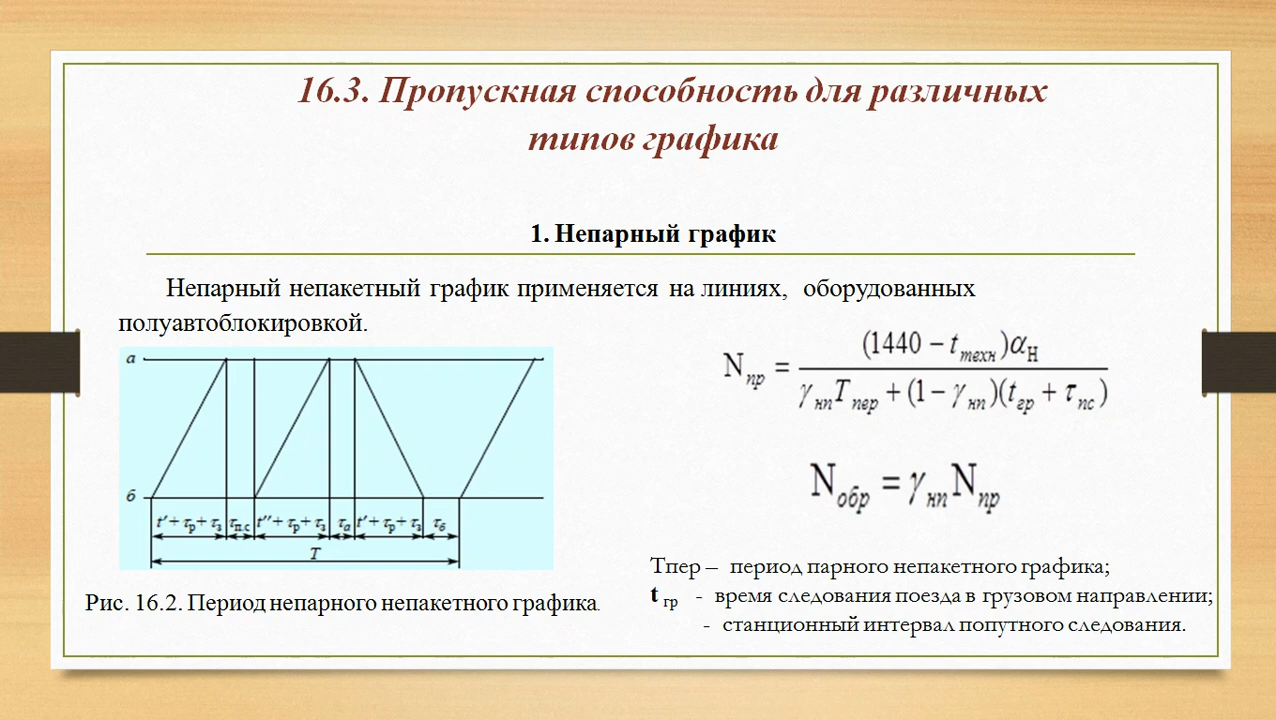 16.3. Пропускная способность для различных
типов графика
1. Непарный график
Непарный непакетный график применяется на линиях, оборудованных
полуавтоблокировкой.
а
б
t′ + τр + τз τп.с t″ + τр + τз τа t′ + τр + τз τб
T
Рис. 16.2. Период непарного непакетного графика.
Nпр = (1440 − tтехн)αН / (γнпTпер + (1 − γнп)(tгр + τпс))
Nобр = γнпNпр
Тпер – период парного непакетного графика;
t гр - время следования поезда в грузовом направлении;
- станционный интервал попутного следования.